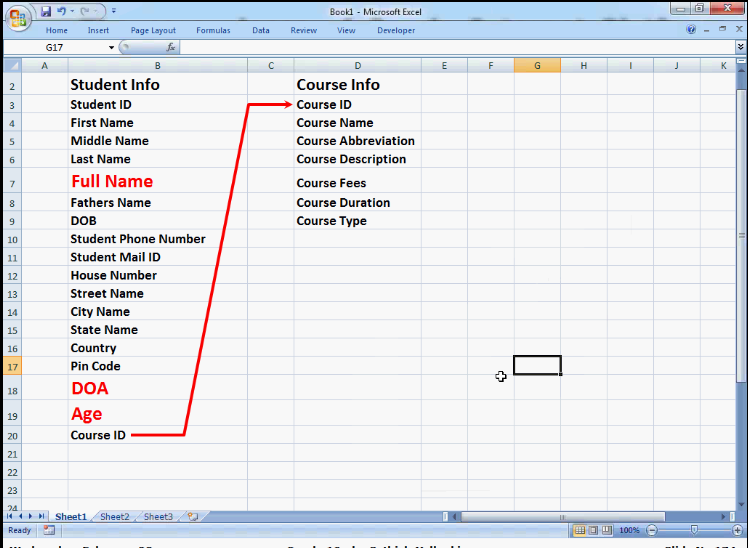 Book1 - Microsoft Excel
Home Insert Page Layout Formulas Data Review View Developer
G17 fx
A B C D E F G H I J K
2 Student Info Course Info
3 Student ID Course ID
4 First Name Course Name
5 Middle Name Course Abbreviation
6 Last Name Course Description
7 Full Name Course Fees
8 Fathers Name Course Duration
9 DOB Course Type
10 Student Phone Number
11 Student Mail ID
12 House Number
13 Street Name
14 City Name
15 State Name
16 Country
17 Pin Code
18 DOA
19 Age
20 Course ID
21
22
23
24
Sheet1 Sheet2 Sheet3
Ready 100%